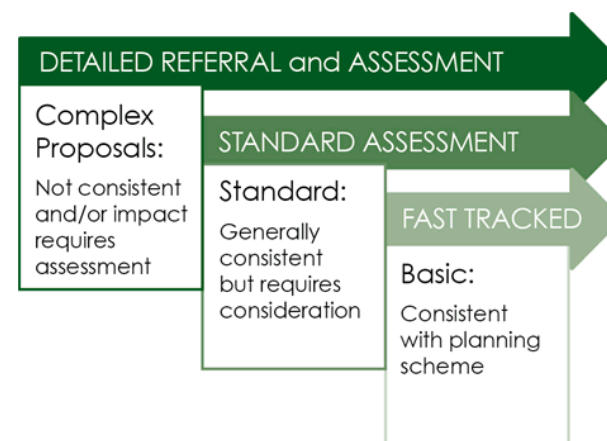 DETAILED REFERRAL and ASSESSMENT
Complex
Proposals:
Not consistent
and/or impact
requires
assessment
STANDARD ASSESSMENT
Standard:
Generally
consistent
but requires
consideration
FAST TRACKED
Basic:
Consistent
with planning
scheme